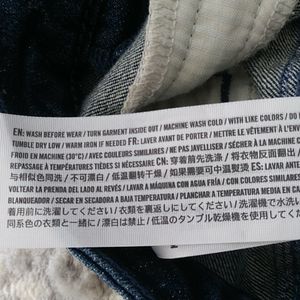 EN: WASH BEFORE WEAR / TURN GARMENT INSIDE OUT / MACHINE WASH COLD / WITH LIKE COLORS / DO
TUMBLE DRY LOW / WARM IRON IF NEEDED FR: LAVER AVANT DE PORTER / METTRE LE VÊTEMENT À L'ENV
FROID EN MACHINE (30°C) / AVEC COULEURS SIMILAIRES / NE PAS JAVELLISER / SÉCHER À LA MACHINE C
REPASSAGE À TEMPÉRATURE TIÈDES SI NÉCESSAIRE CN: 穿着前先洗涤 / 将衣物反面翻出 /
与相似色同洗 / 不可漂白 / 低温翻转干燥 / 如果需要中温熨烫 ES: LAVAR ANTES
VOLTEAR LA PRENDA DEL LADO AL REVÉS / LAVAR A MÁQUINA CON AGUA FRÍA / CON COLORES SIMILAR
BLANQUEADOR / SECAR EN SECADORA A TEMPERATURA BAJA / PLANCHAR A TEMPERATURA MEDIA EN CAS
着用前に洗濯してください / 衣類を裏返しにしてください / 洗濯機で水洗い
同系色の衣類と一緒に / 漂白は禁止 / 低温のタンブル乾燥機を使用して